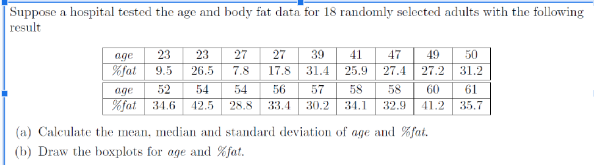 Suppose a hospital tested the age and body fat data for 18 randomly selected adults with the following
result
age 23 23 27 27 39 41 47 49 50
%fat 9.5 26.5 7.8 17.8 31.4 25.9 27.4 27.2 31.2
age 52 54 54 56 57 58 58 60 61
%fat 34.6 42.5 28.8 33.4 30.2 34.1 32.9 41.2 35.7
(a) Calculate the mean, median and standard deviation of age and %fat.
(b) Draw the boxplots for age and %fat.